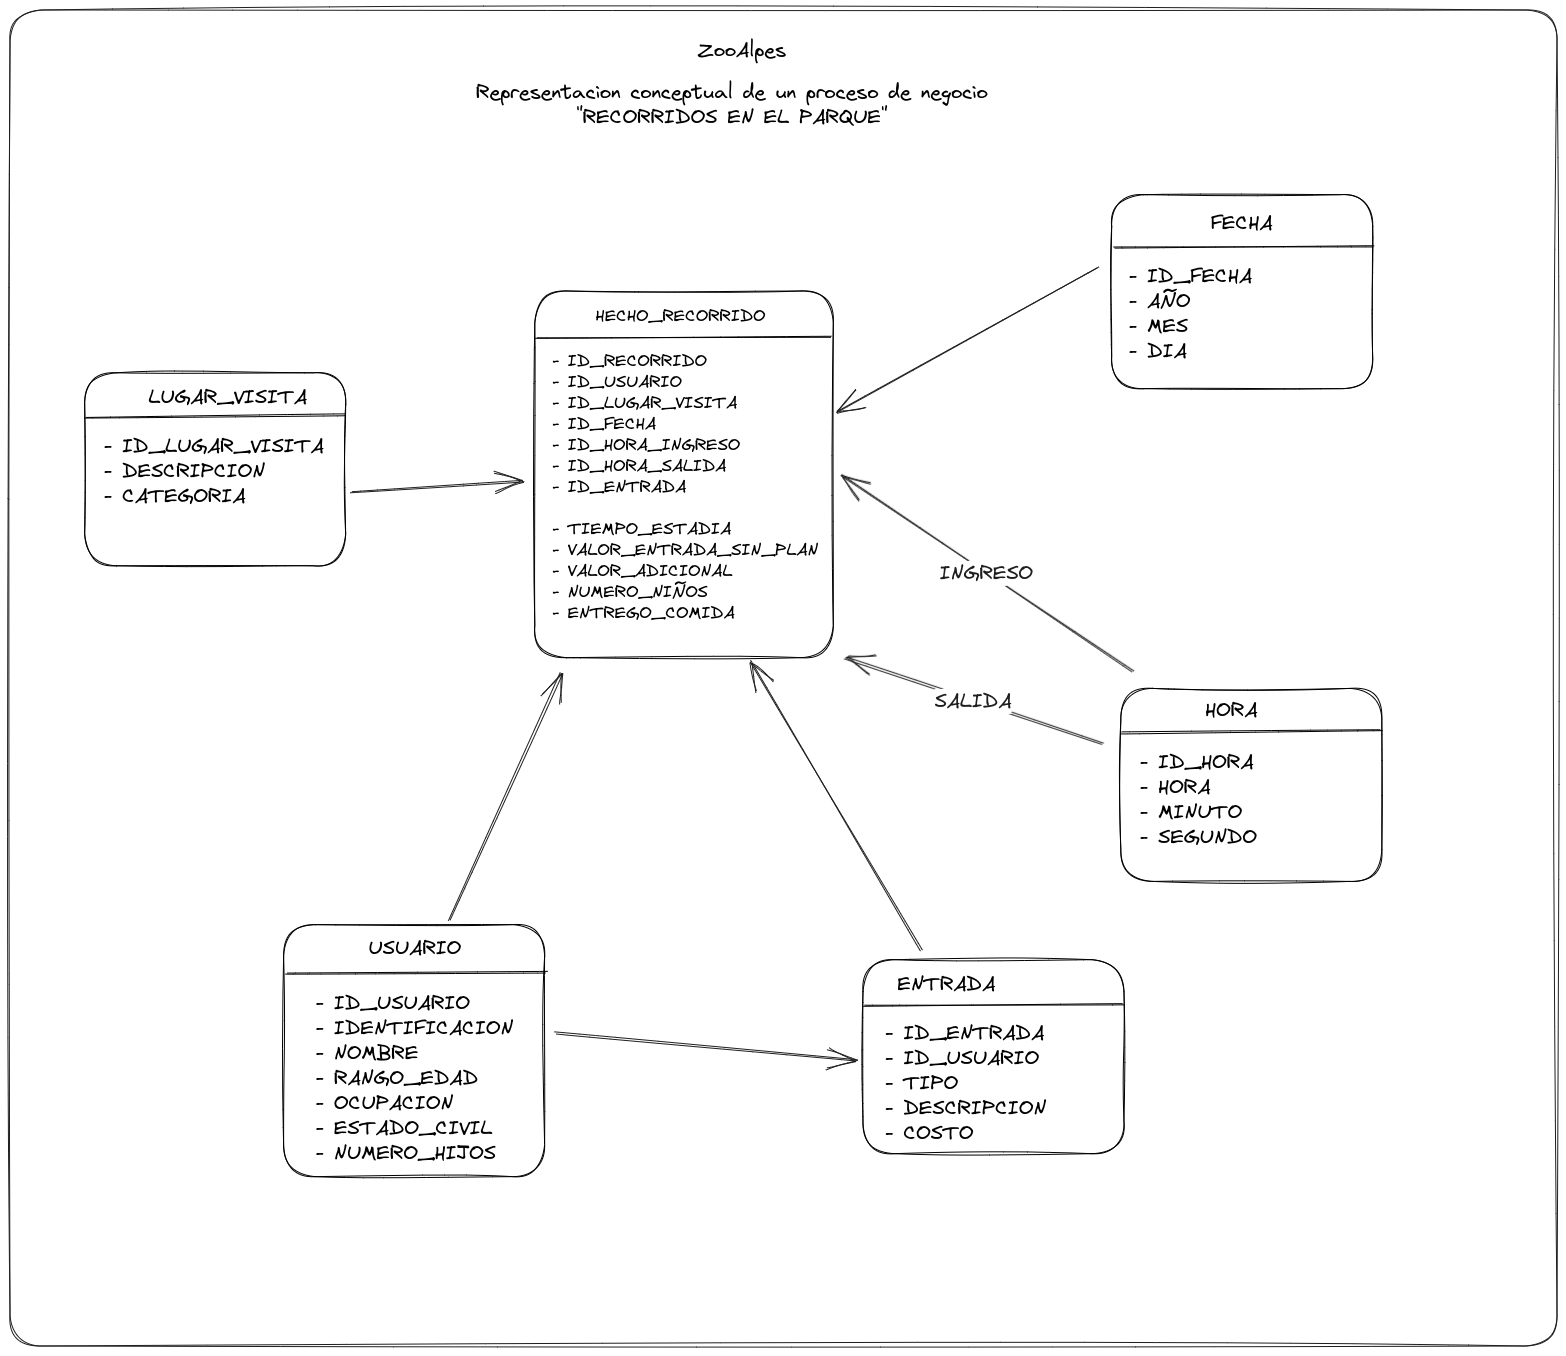 ZooAlpes
Representacion conceptual de un proceso de negocio
"RECORRIDOS EN EL PARQUE"
FECHA
- ID_FECHA
- AÑO
- MES
- DIA
HECHO_RECORRIDO
- ID_RECORRIDO
- ID_USUARIO
- ID_LUGAR_VISITA
- ID_FECHA
- ID_HORA_INGRESO
- ID_HORA_SALIDA
- ID_ENTRADA
- TIEMPO_ESTADIA
- VALOR_ENTRADA_SIN_PLAN
- VALOR_ADICIONAL
- NUMERO_NIÑOS
- ENTREGO_COMIDA
LUGAR_VISITA
- ID_LUGAR_VISITA
- DESCRIPCION
- CATEGORIA
INGRESO
SALIDA
HORA
- ID_HORA
- HORA
- MINUTO
- SEGUNDO
USUARIO
- ID_USUARIO
- IDENTIFICACION
- NOMBRE
- RANGO_EDAD
- OCUPACION
- ESTADO_CIVIL
- NUMERO_HIJOS
ENTRADA
- ID_ENTRADA
- ID_USUARIO
- TIPO
- DESCRIPCION
- COSTO